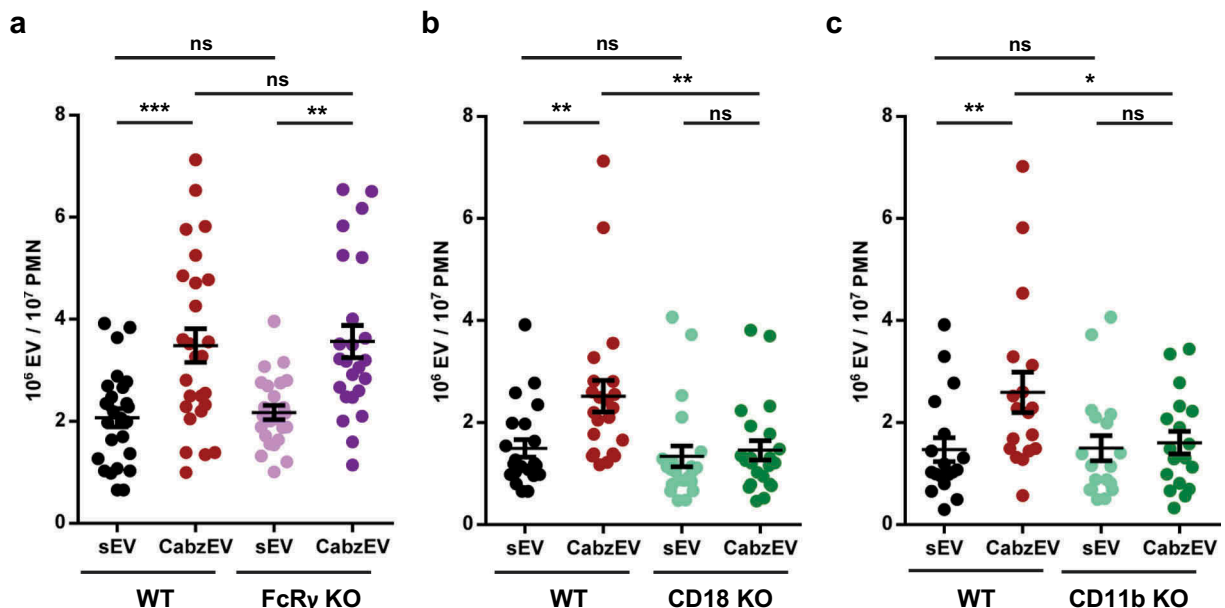 a
ns
ns
***
**
8
6
4
2
0
10⁶ EV / 10⁷ PMN
sEV
CabzEV
sEV
CabzEV
WT
FcRγ KO
b
ns
**
**
ns
8
6
4
2
0
10⁶ EV / 10⁷ PMN
sEV
CabzEV
sEV
CabzEV
WT
CD18 KO
c
ns
*
**
ns
8
6
4
2
0
10⁶ EV / 10⁷ PMN
sEV
CabzEV
sEV
CabzEV
WT
CD11b KO